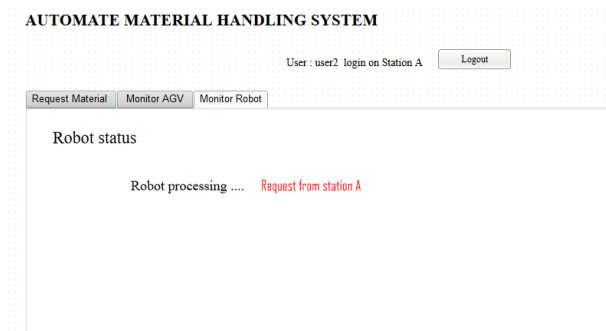 AUTOMATE MATERIAL HANDLING SYSTEM
User : user2 login on Station A Logout
Request Material Monitor AGV Monitor Robot
Robot status
Robot processing .... Request from station A